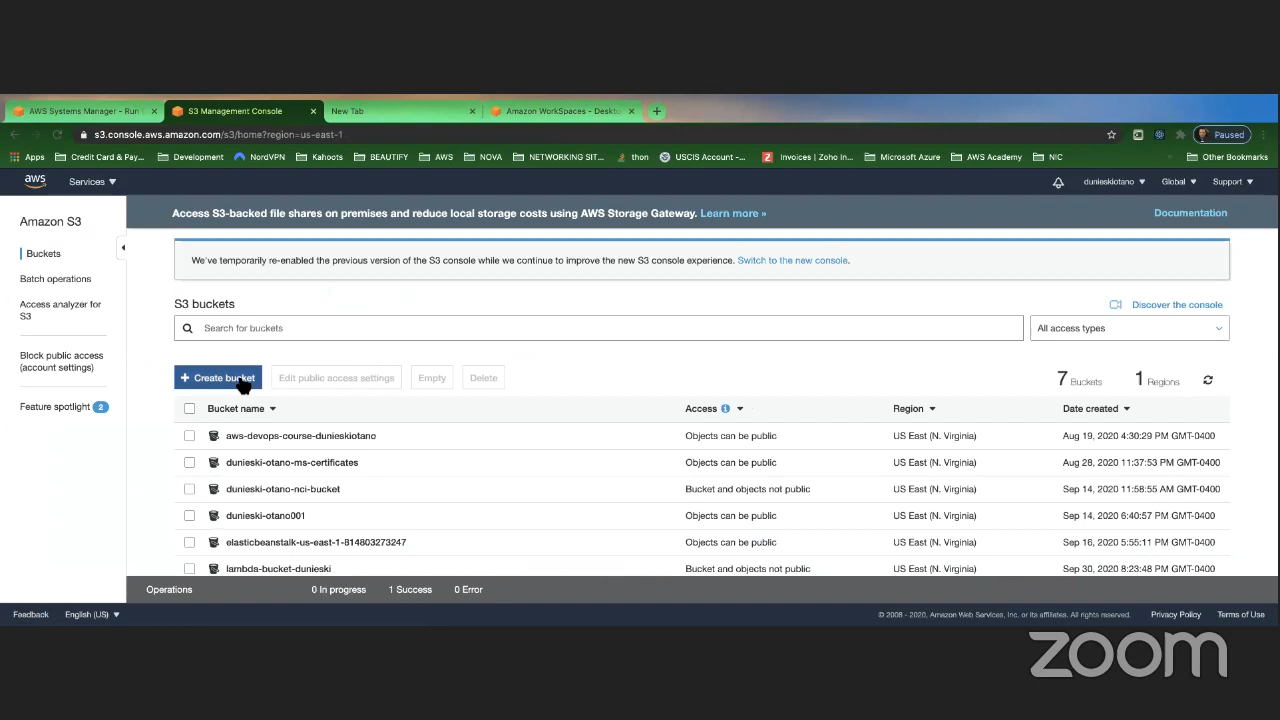 AWS Systems Manager - Run
S3 Management Console
New Tab
Amazon WorkSpaces - Deskt
s3.console.aws.amazon.com/s3/home?region=us-east-1
Paused
Apps
Credit Card & Pay...
Development
NordVPN
Kahoots
BEAUTIFY
AWS
NOVA
NETWORKING SIT...
thon
USCIS Account -...
Invoices | Zoho In...
Microsoft Azure
AWS Academy
NIC
Other Bookmarks
aws
Services
dunieskiotano
Global
Support
Amazon S3
Buckets
Batch operations
Access analyzer for
S3
Block public access
(account settings)
Feature spotlight 2
Access S3-backed file shares on premises and reduce local storage costs using AWS Storage Gateway. Learn more »
Documentation
We've temporarily re-enabled the previous version of the S3 console while we continue to improve the new S3 console experience. Switch to the new console.
S3 buckets
Discover the console
Search for buckets
All access types
+ Create bucket
Edit public access settings
Empty
Delete
7 Buckets
1 Regions
Bucket name Access Region Date created
aws-devops-course-dunieskiotano Objects can be public US East (N. Virginia) Aug 19, 2020 4:30:29 PM GMT-0400
dunieski-otano-ms-certificates Objects can be public US East (N. Virginia) Aug 28, 2020 11:37:53 PM GMT-0400
dunieski-otano-nci-bucket Bucket and objects not public US East (N. Virginia) Sep 14, 2020 11:58:55 AM GMT-0400
dunieski-otano001 Objects can be public US East (N. Virginia) Sep 14, 2020 6:40:57 PM GMT-0400
elasticbeanstalk-us-east-1-814803273247 Objects can be public US East (N. Virginia) Sep 16, 2020 5:55:11 PM GMT-0400
lambda-bucket-dunieski Bucket and objects not public US East (N. Virginia) Sep 30, 2020 8:23:48 PM GMT-0400
Operations 0 In progress 1 Success 0 Error
Feedback English (US) © 2008 - 2020, Amazon Web Services, Inc. or its affiliates. All rights reserved. Privacy Policy Terms of Use
zoom